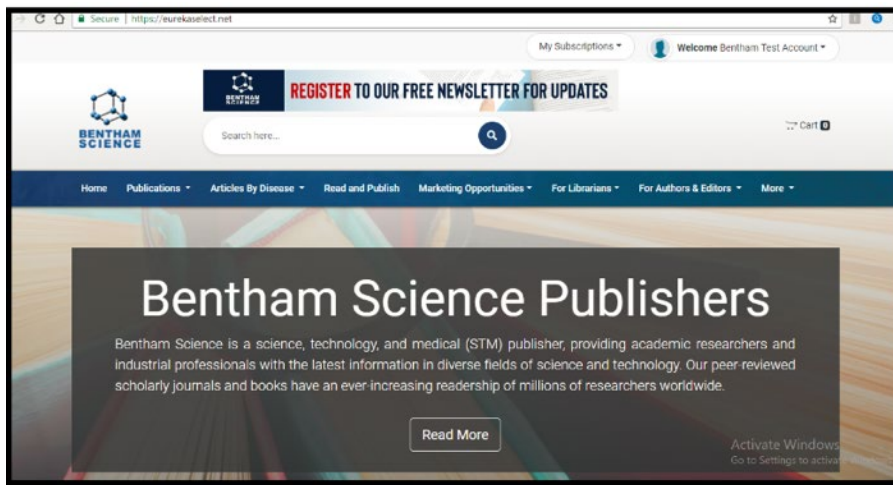 Secure | https://eurekaselect.net
My Subscriptions
Welcome Bentham Test Account
BENTHAM SCIENCE
REGISTER TO OUR FREE NEWSLETTER FOR UPDATES
BENTHAM
SCIENCE
Search here...
Cart 0
Home Publications Articles By Disease Read and Publish Marketing Opportunities For Librarians For Authors & Editors More
Bentham Science Publishers
Bentham Science is a science, technology, and medical (STM) publisher, providing academic researchers and
industrial professionals with the latest information in diverse fields of science and technology. Our peer-reviewed
scholarly journals and books have an ever-increasing readership of millions of researchers worldwide.
Read More
Activate Windows
Go to Settings to activate